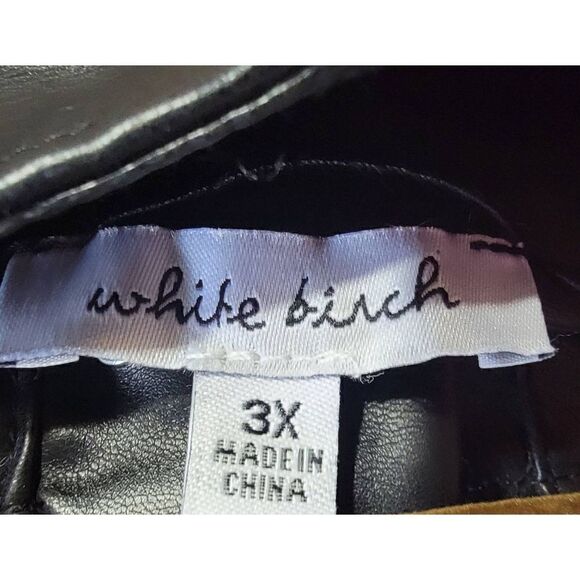 white birch
3X
MADE IN
CHINA